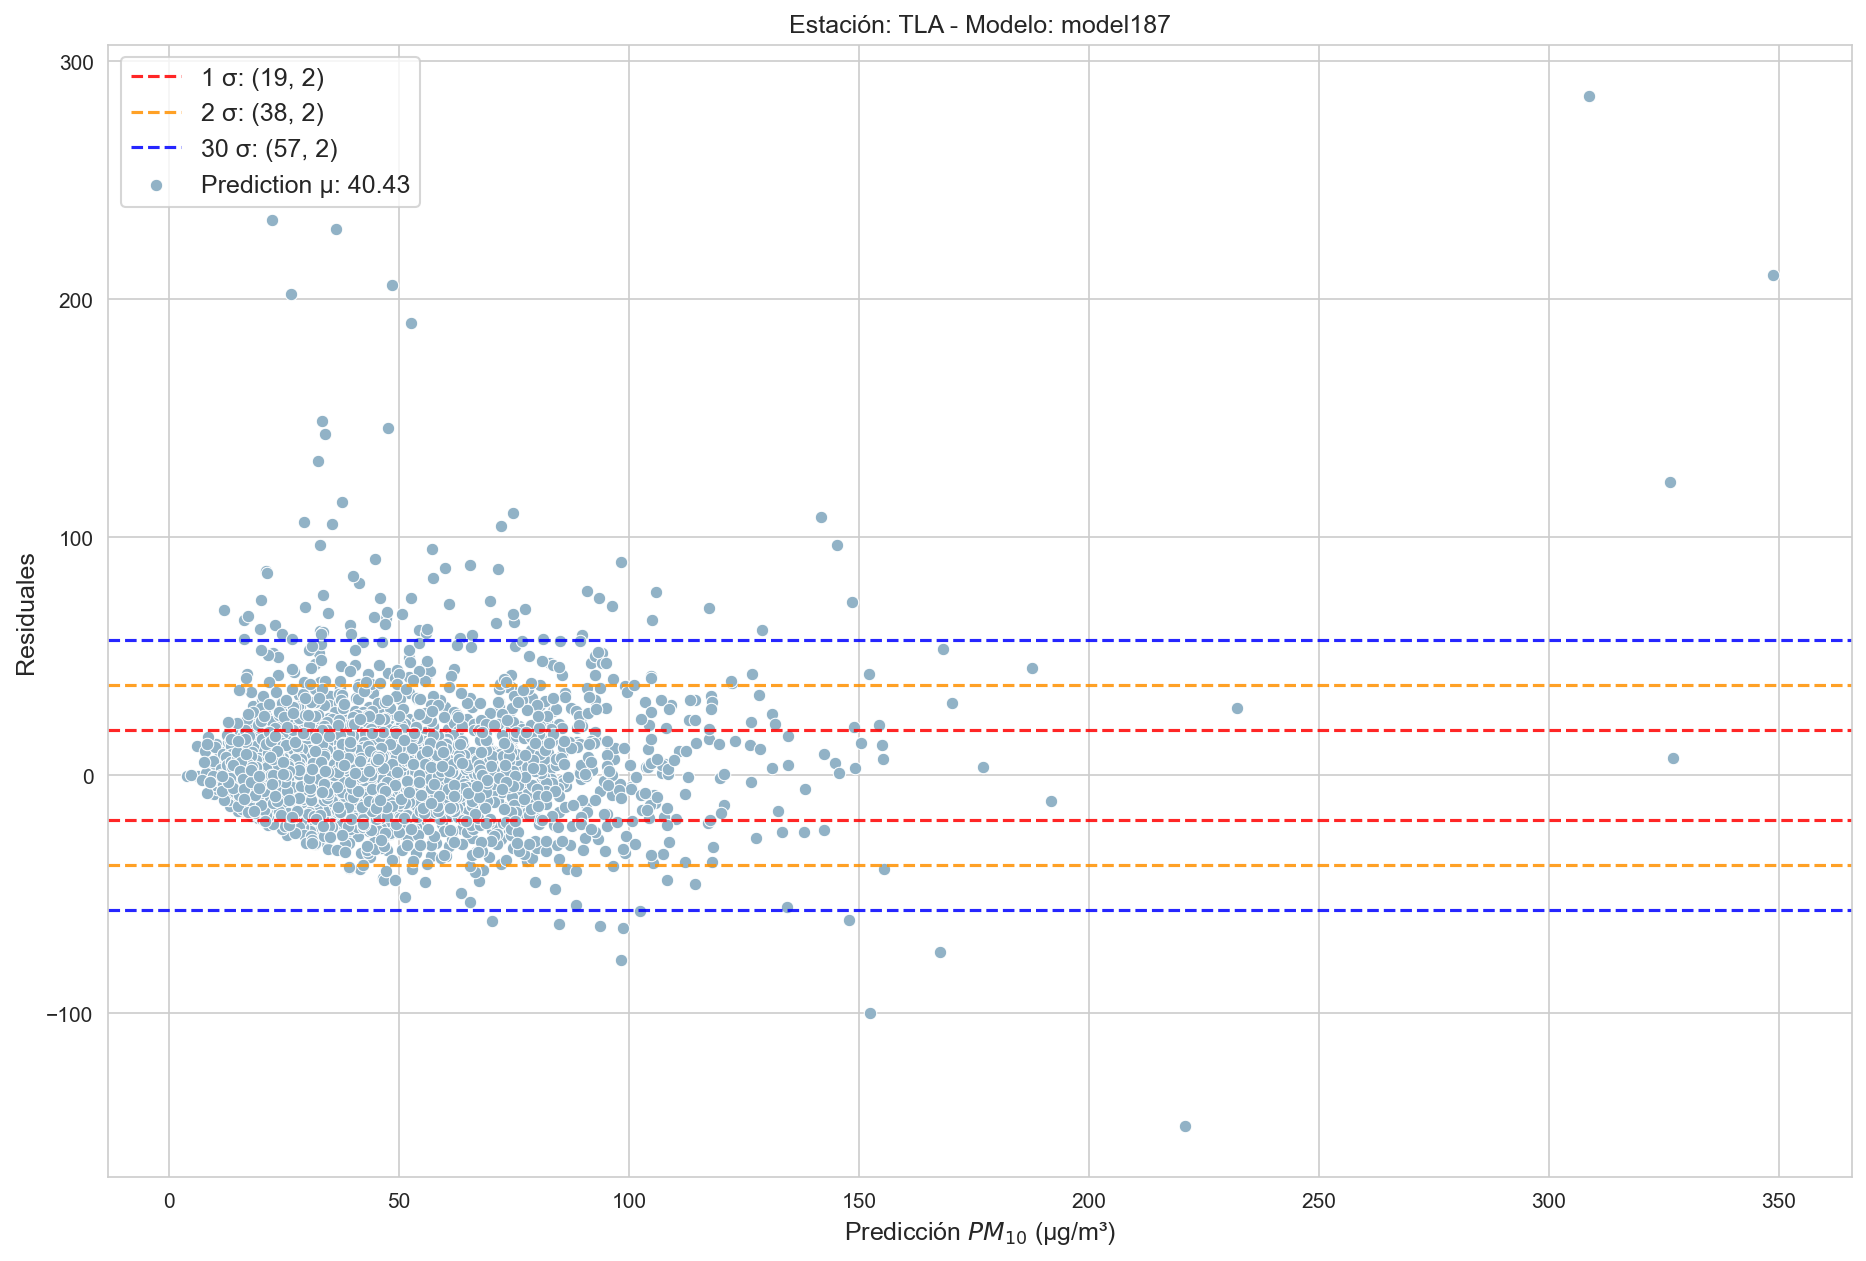 Estación: TLA - Modelo: model187
1 σ: (19, 2)
2 σ: (38, 2)
30 σ: (57, 2)
Prediction μ: 40.43
300
200
100
0
−100
Residuales
0 50 100 150 200 250 300 350
Predicción PM₁₀ (μg/m³)